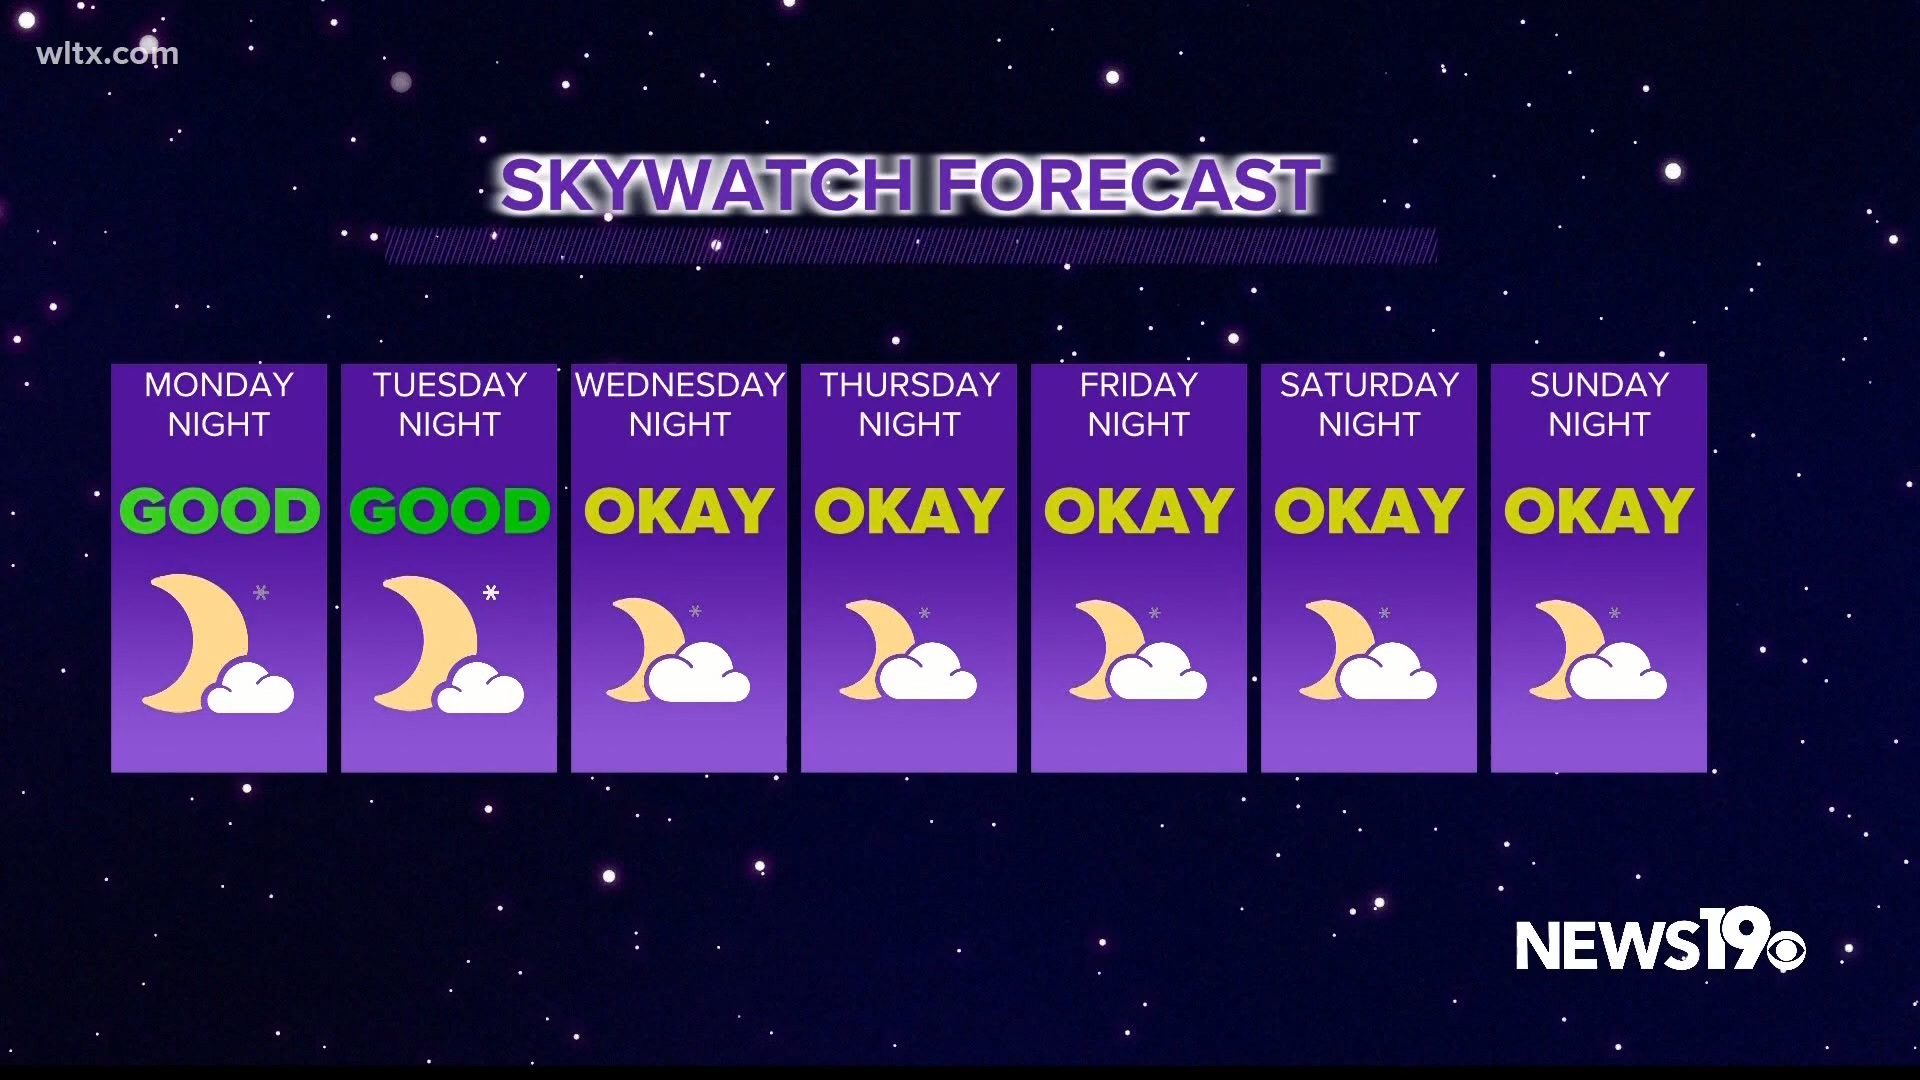 wltx.com
SKYWATCH FORECAST
MONDAY NIGHT
GOOD
TUESDAY NIGHT
GOOD
WEDNESDAY NIGHT
OKAY
THURSDAY NIGHT
OKAY
FRIDAY NIGHT
OKAY
SATURDAY NIGHT
OKAY
SUNDAY NIGHT
OKAY
NEWS19